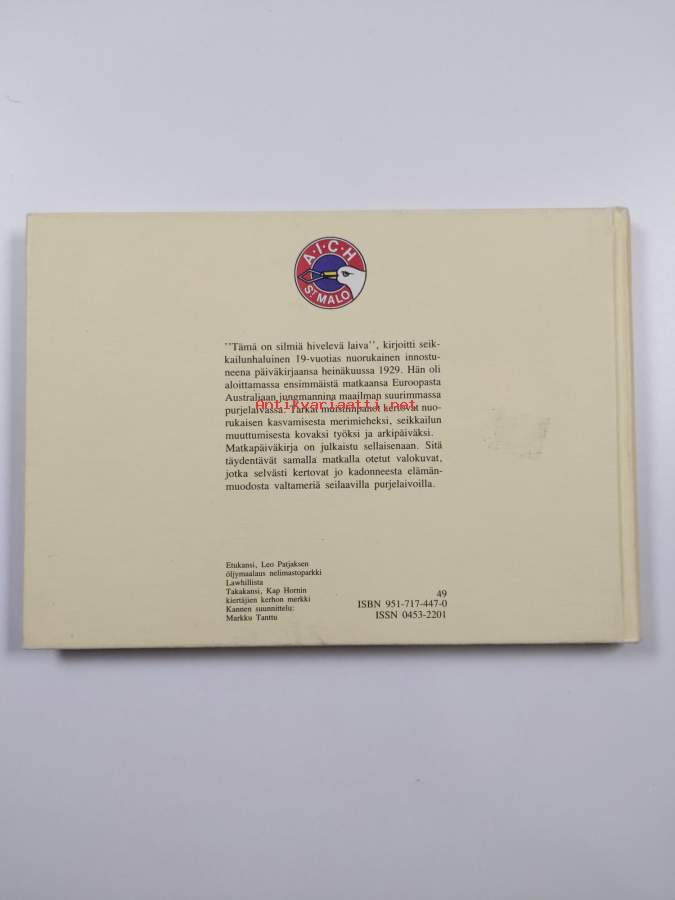 A·I·C·H
ST MALO
''Tämä on silmiä hivelevä laiva'', kirjoitti seik-
kailunhaluinen 19-vuotias nuorukainen innostu-
neena päiväkirjaansa heinäkuussa 1929. Hän oli
aloittamassa ensimmäistä matkaansa Euroopasta
Australiaan jungmannina maailman suurimmassa
Antikvariaatti.net
purjelaivassa. Tarkat muistiinpanot kertovat nuo-
rukaisen kasvamisesta merimieheksi, seikkailun
muuttumisesta kovaksi työksi ja arkipäiväksi.
Matkapäiväkirja on julkaistu sellaisenaan. Sitä
täydentävät samalla matkalla otetut valokuvat,
jotka selvästi kertovat jo kadonneesta elämän-
muodosta valtameriä seilaavilla purjelaivoilla.
Etukansi, Leo Patjaksen
öljymaalaus nelimastoparkki
Lawhillista
Takakansi, Kap Hornin
kiertäjien kerhon merkki
Kannen suunnittelu:
Markku Tanttu
49
ISBN 951-717-447-0
ISSN 0453-2201